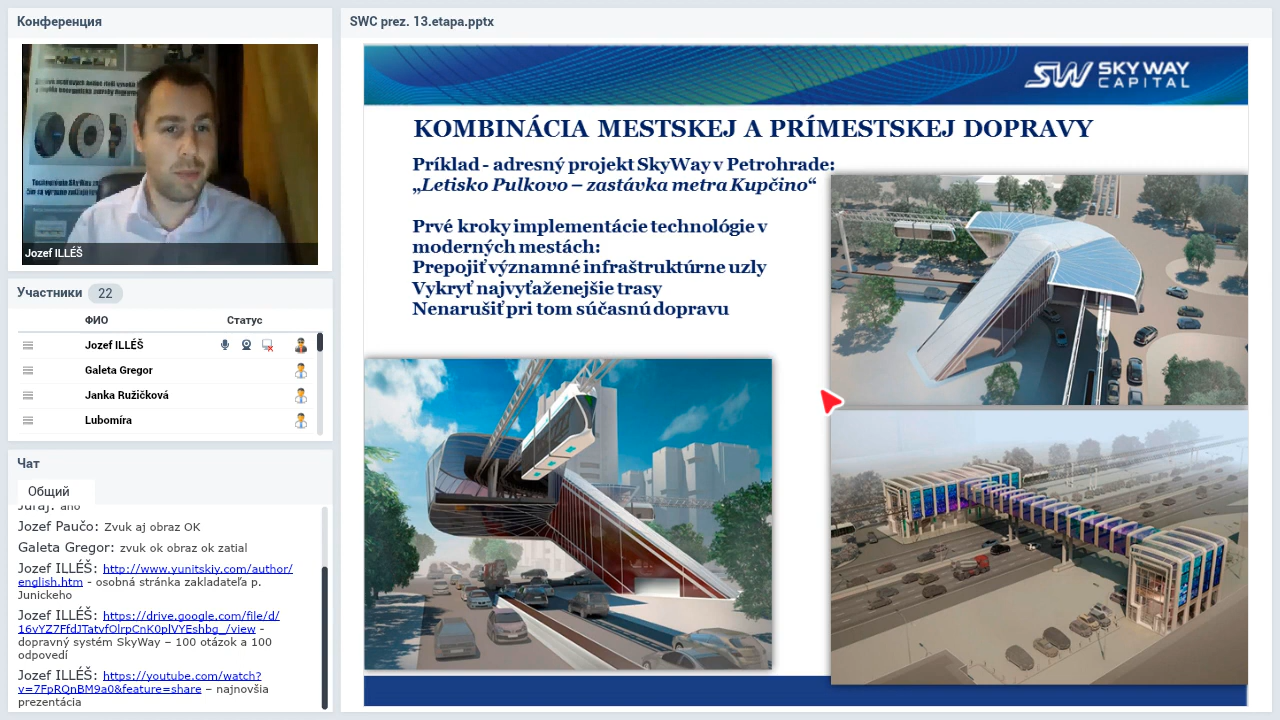 Конференция
Jozef ILLÉŠ
Участники 22
ФИО Статус
Jozef ILLÉŠ
Galeta Gregor
Janka Ružičková
Lubomíra
Чат
Общий
Juraj: ano
Jozef Paučo: Zvuk aj obraz OK
Galeta Gregor: zvuk ok obraz ok zatial
Jozef ILLÉŠ: http://www.yunitskiy.com/author/
english.htm - osobná stránka zakladateľa p.
Junickeho
Jozef ILLÉŠ: https://drive.google.com/file/d/
16vYZ7FfdJTatvfOlrpCnK0plVYEshbg_/view -
dopravný systém SkyWay – 100 otázok a 100
odpovedí
Jozef ILLÉŠ: https://youtube.com/watch?
v=7FpRQnBM9a0&feature=share – najnovšia
prezentácia
SWC prez. 13.etapa.pptx
SW SKY WAY
CAPITAL
KOMBINÁCIA MESTSKEJ A PRÍMESTSKEJ DOPRAVY
Príklad - adresný projekt SkyWay v Petrohrade:
„Letisko Pulkovo – zastávka metra Kupčino“
Prvé kroky implementácie technológie v
moderných mestách:
Prepojiť významné infraštruktúrne uzly
Vykryť najvyťaženejšie trasy
Nenarušiť pri tom súčasnú dopravu